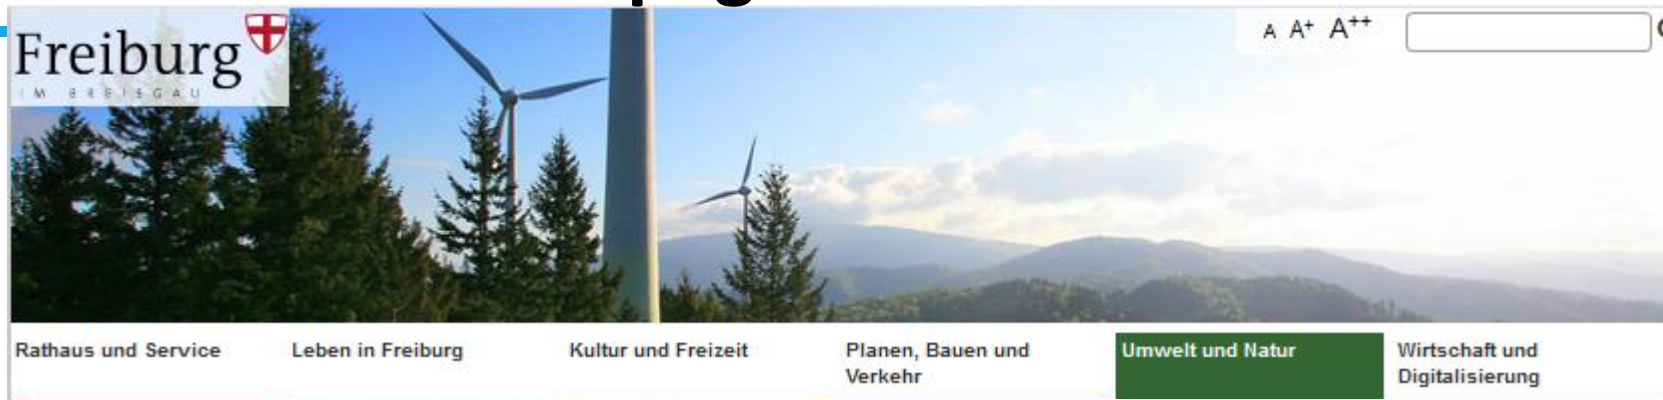 Freiburg
IM BREISGAU
A A+ A++
Rathaus und Service
Leben in Freiburg
Kultur und Freizeit
Planen, Bauen und
Verkehr
Umwelt und Natur
Wirtschaft und
Digitalisierung